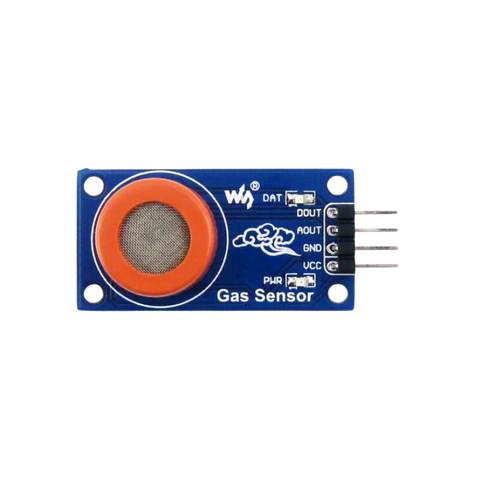 W ®
DAT
DOUT
AOUT
GND
VCC
PWR
Gas Sensor